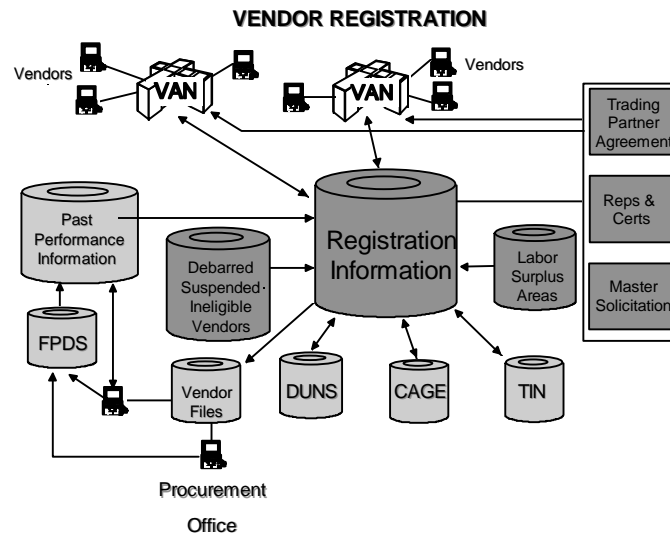 VENDOR REGISTRATION
Vendors
VAN
VAN
Vendors
Trading
Partner
Agreement
Past
Performance
Information
Registration
Information
Reps &
Certs
Debarred
Suspended·
Ineligible
Vendors
Labor
Surplus
Areas
Master
Solicitation
FPDS
Vendor
Files
DUNS
CAGE
TIN
Procurement
Office